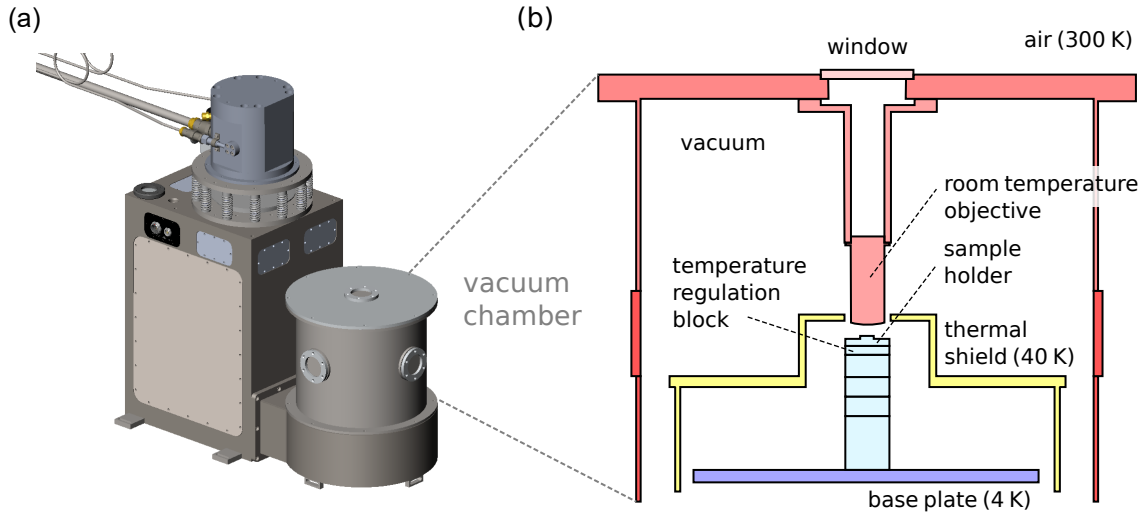 (a)
(b)
window
air (300 K)
vacuum
room temperature
objective
sample
holder
temperature
regulation
block
vacuum
chamber
thermal
shield (40 K)
base plate (4 K)